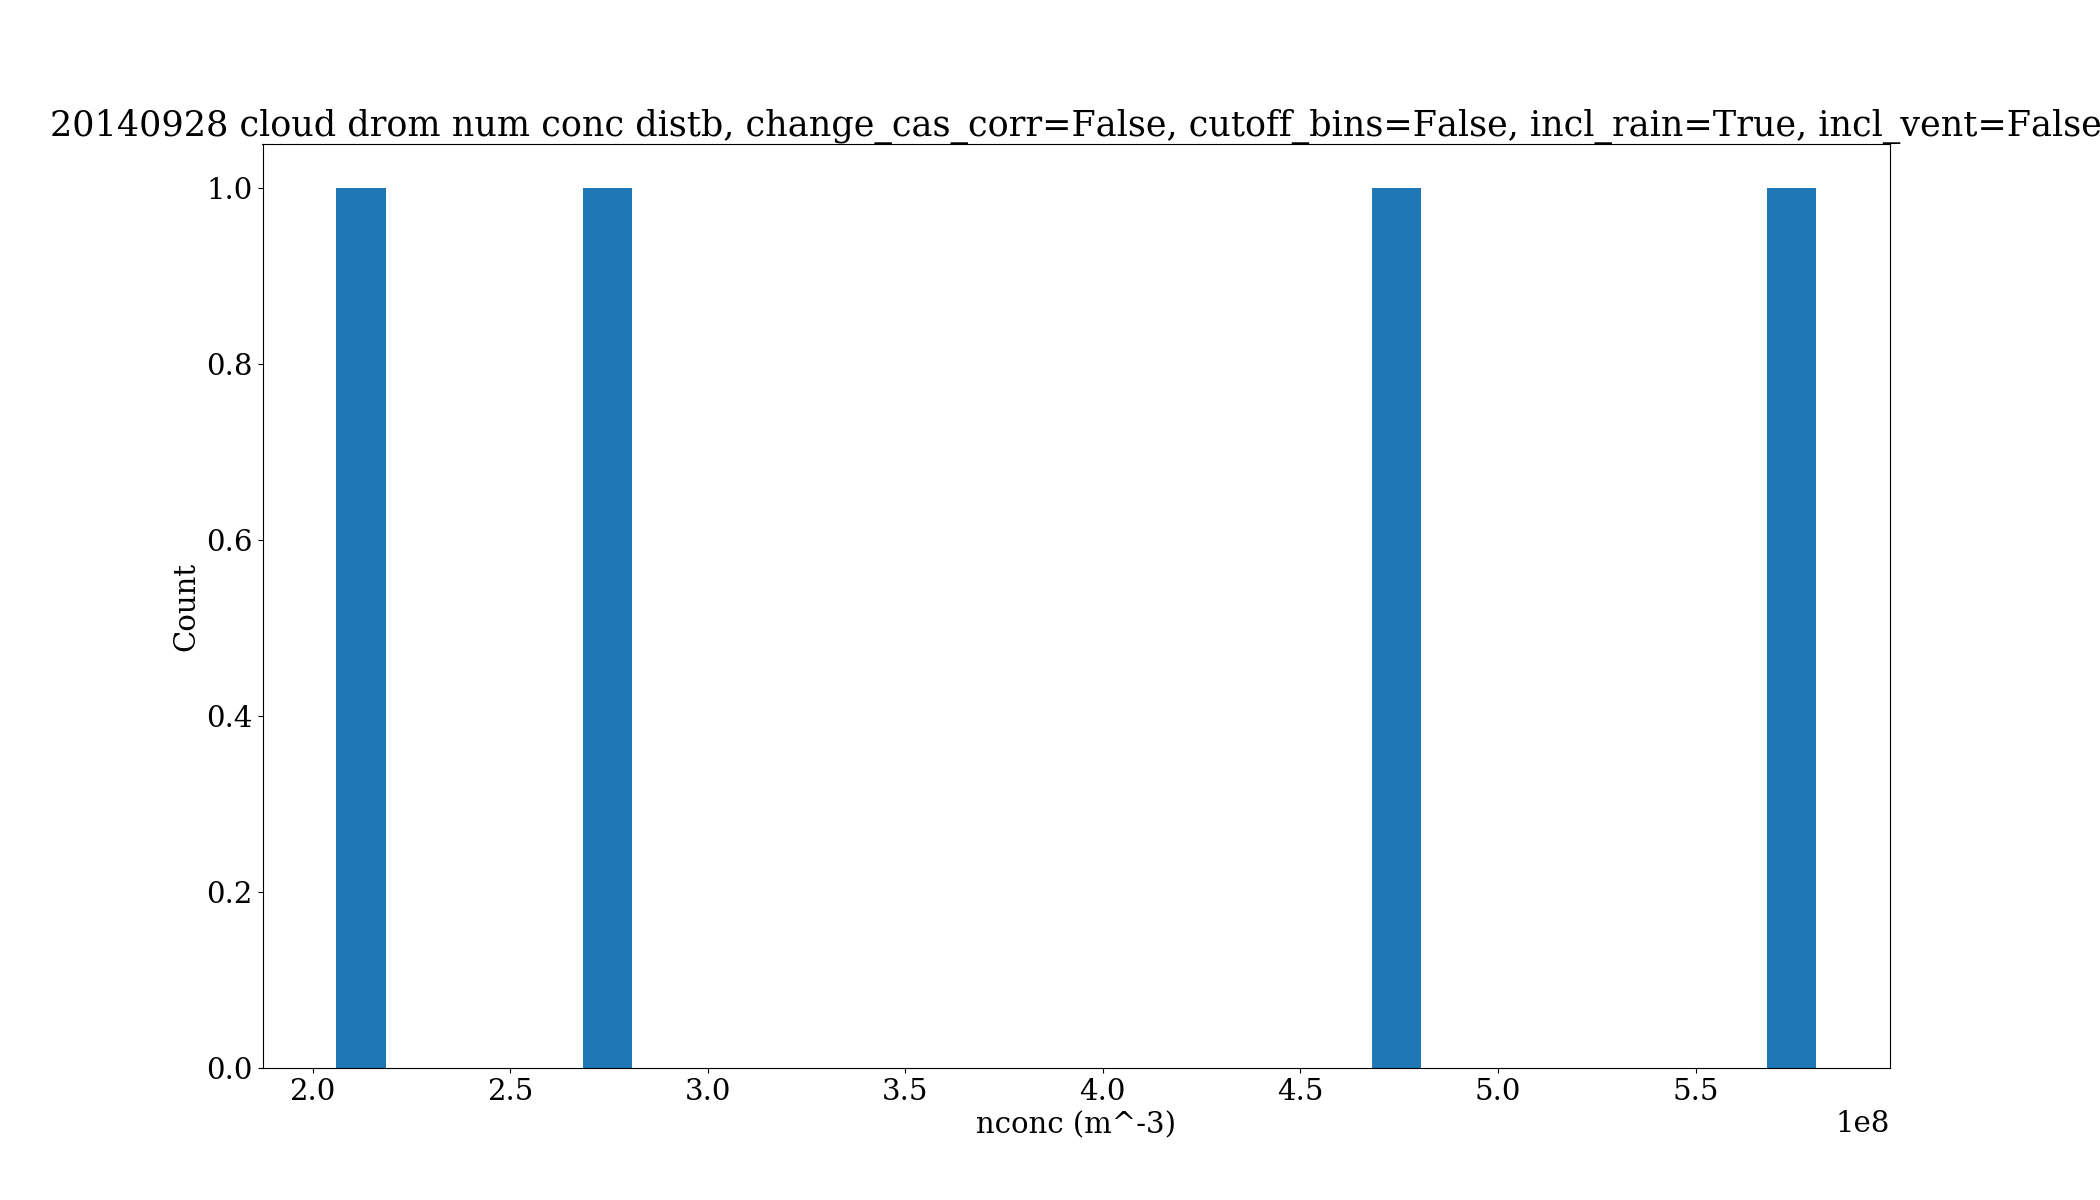 20140928 cloud drom num conc distb, change_cas_corr=False, cutoff_bins=False, incl_rain=True, incl_vent=False
1.0
0.8
0.6
0.4
0.2
0.0
Count
2.0 2.5 3.0 3.5 4.0 4.5 5.0 5.5
nconc (m^-3)
1e8